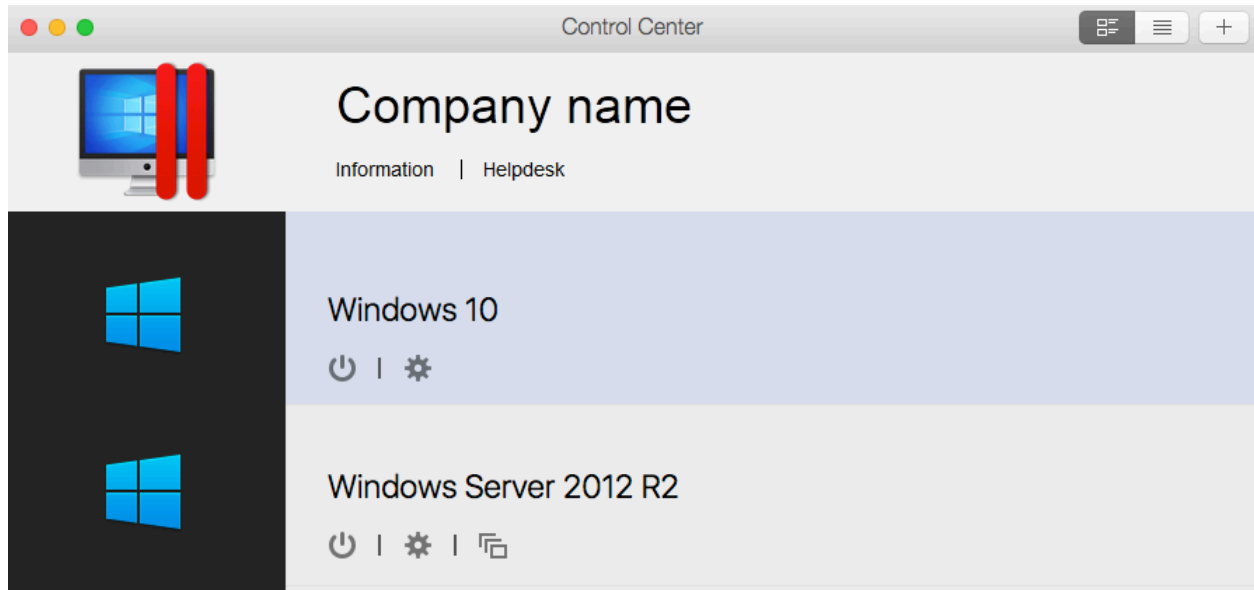 Control Center
Company name
Information | Helpdesk
Windows 10
Windows Server 2012 R2